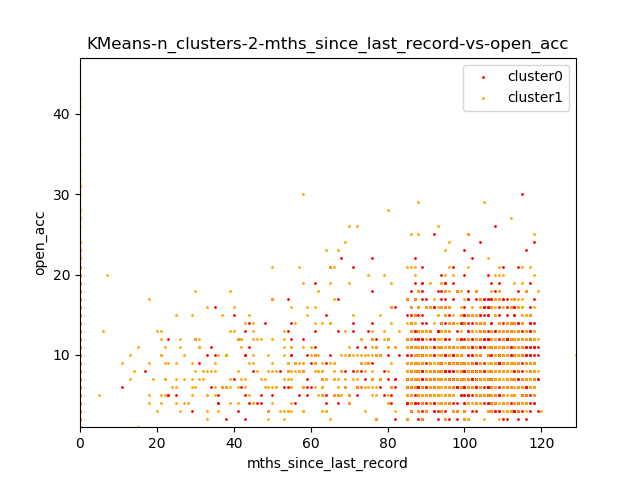 KMeans-n_clusters-2-mths_since_last_record-vs-open_acc
cluster0
cluster1
open_acc
40
30
20
10
0
20
40
60
80
100
120
mths_since_last_record